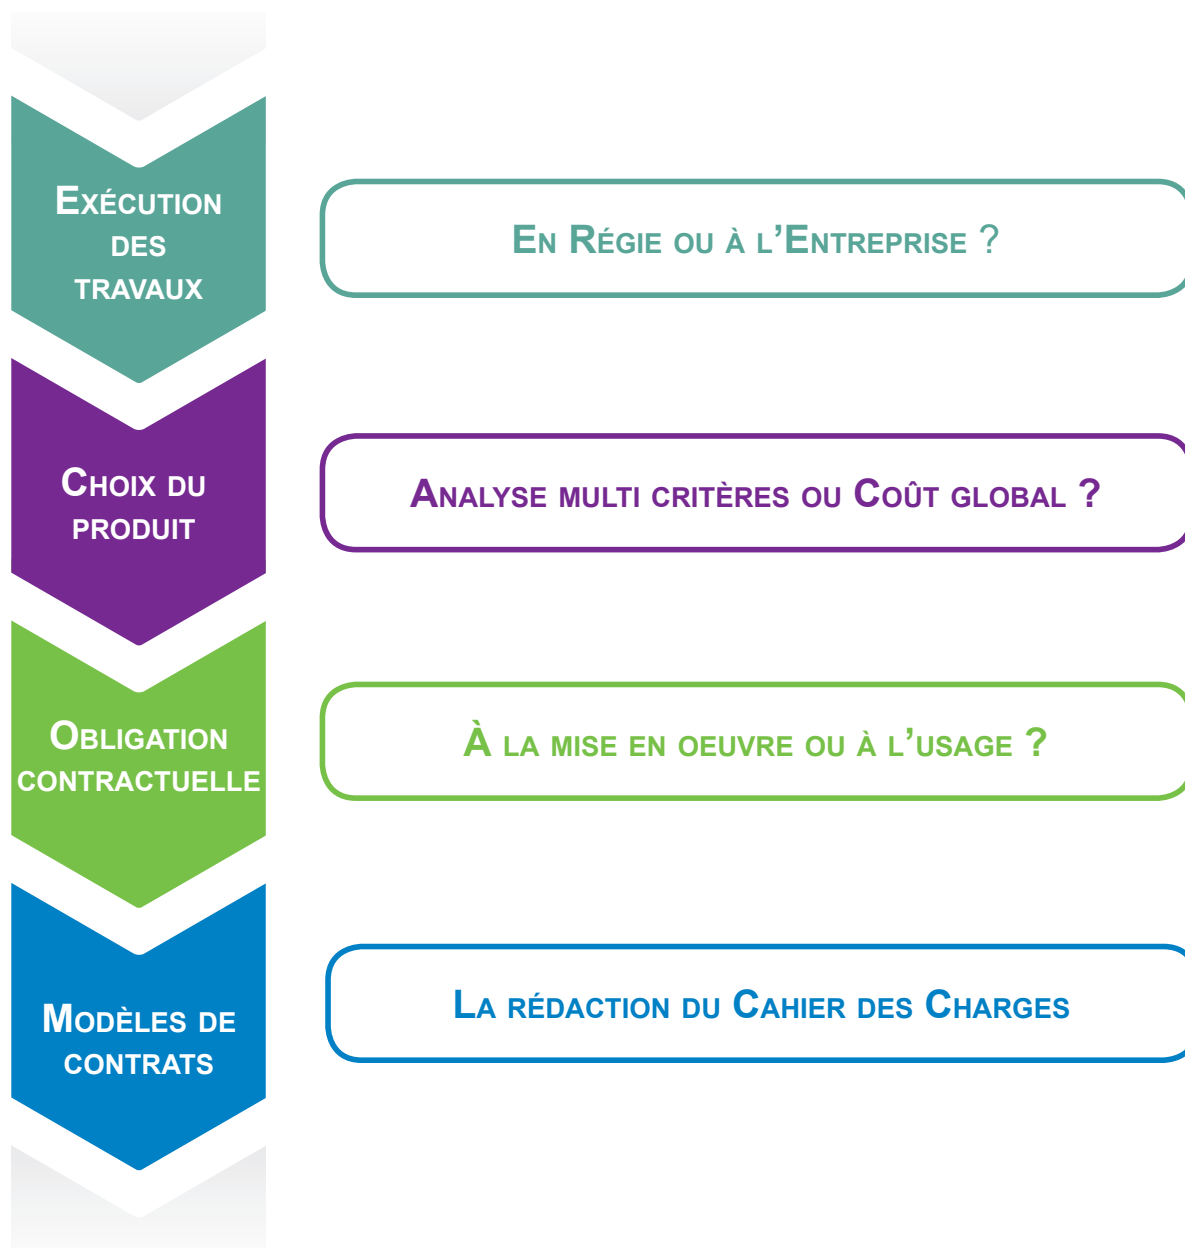 Exécution
des
travaux
En Régie ou à l’Entreprise ?
Choix du
produit
Analyse multi critères ou Coût global ?
Obligation
contractuelle
À la mise en oeuvre ou à l’usage ?
Modèles de
contrats
La rédaction du Cahier des Charges